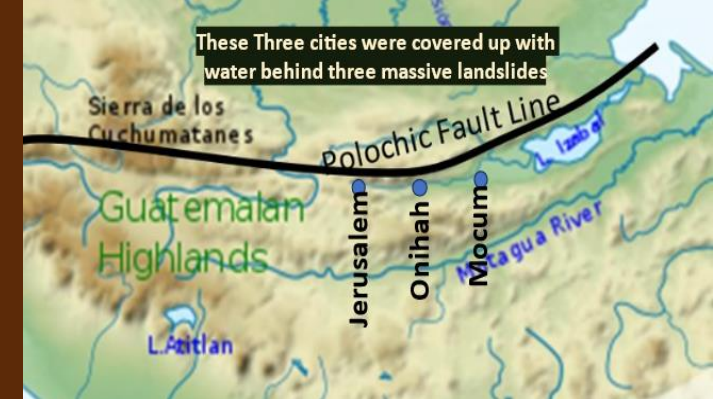 These Three cities were covered up with
water behind three massive landslides
Sierra de los
Cuchumatanes
Polochic Fault Line
L. Izabal
Guatemalan
Highlands
Jerusalem
Onihah
Mocum
Motagua River
L.Atitlan